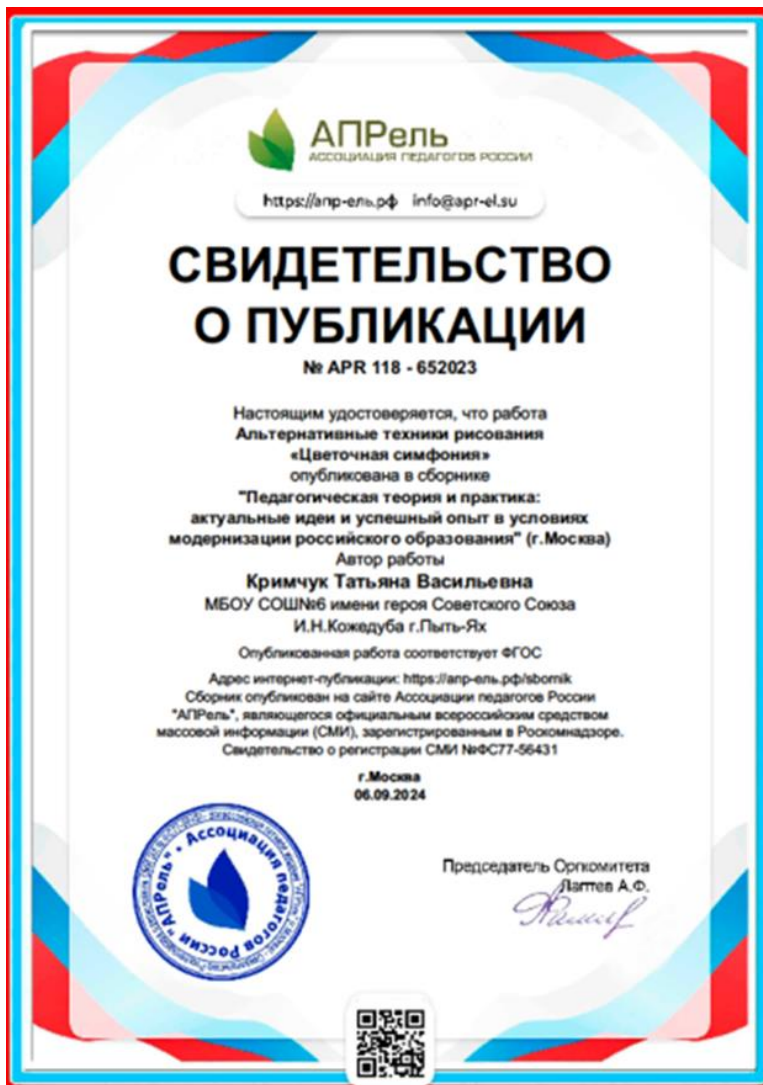 АПРель
АССОЦИАЦИЯ ПЕДАГОГОВ РОССИИ
https://апр-ель.рф info@apr-el.su
СВИДЕТЕЛЬСТВО
О ПУБЛИКАЦИИ
№ APR 118 - 652023
Настоящим удостоверяется, что работа
Альтернативные техники рисования
«Цветочная симфония»
опубликована в сборнике
"Педагогическая теория и практика:
актуальные идеи и успешный опыт в условиях
модернизации российского образования" (г.Москва)
Автор работы
Кримчук Татьяна Васильевна
МБОУ СОШ№6 имени героя Советского Союза
И.Н.Кожедуба г.Пыть-Ях
Опубликованная работа соответствует ФГОС
Адрес интернет-публикации: https://апр-ель.рф/sbornik
Сборник опубликован на сайте Ассоциации педагогов России
"АПРель", являющегося официальным всероссийским средством
массовой информации (СМИ), зарегистрированным в Роскомнадзоре.
Свидетельство о регистрации СМИ №ФС77-56431
г.Москва
06.09.2024
Председатель Оргкомитета
Лаптев А.Ф.
Ассоциация педагогов России "АПРель"